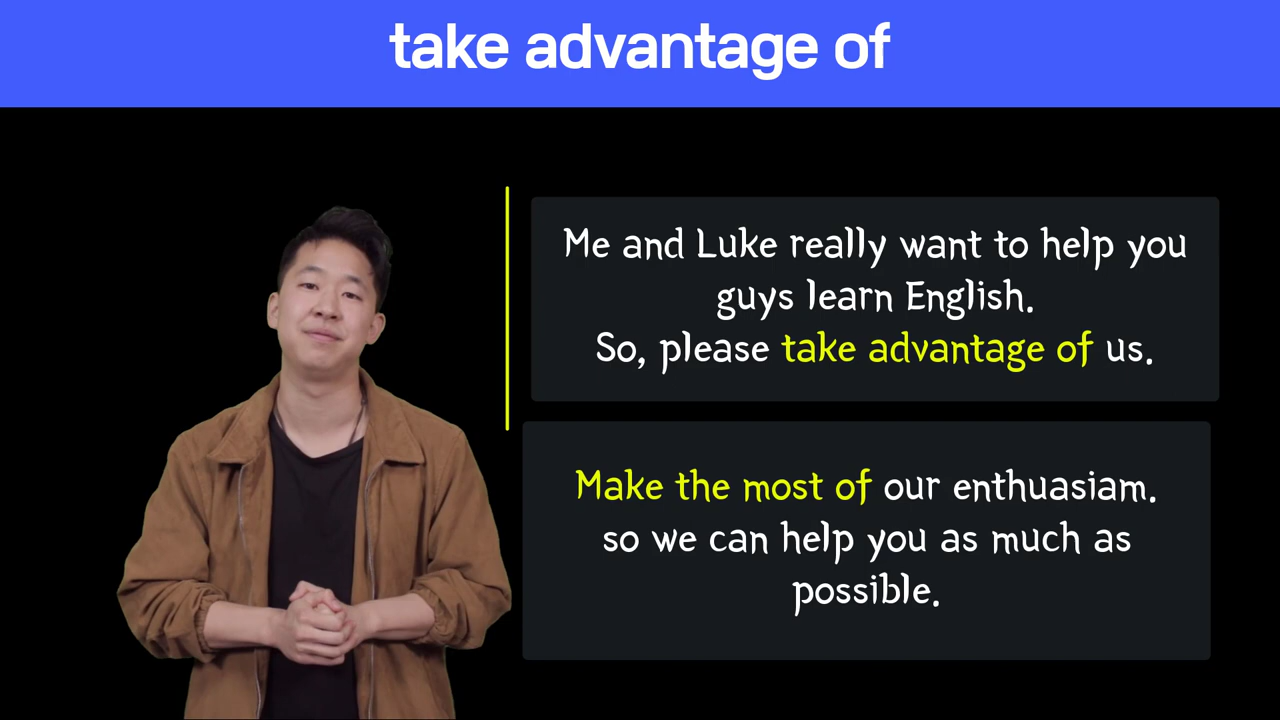 take advantage of
Me and Luke really want to help you
guys learn English.
So, please take advantage of us.
Make the most of our enthuasiam.
so we can help you as much as
possible.